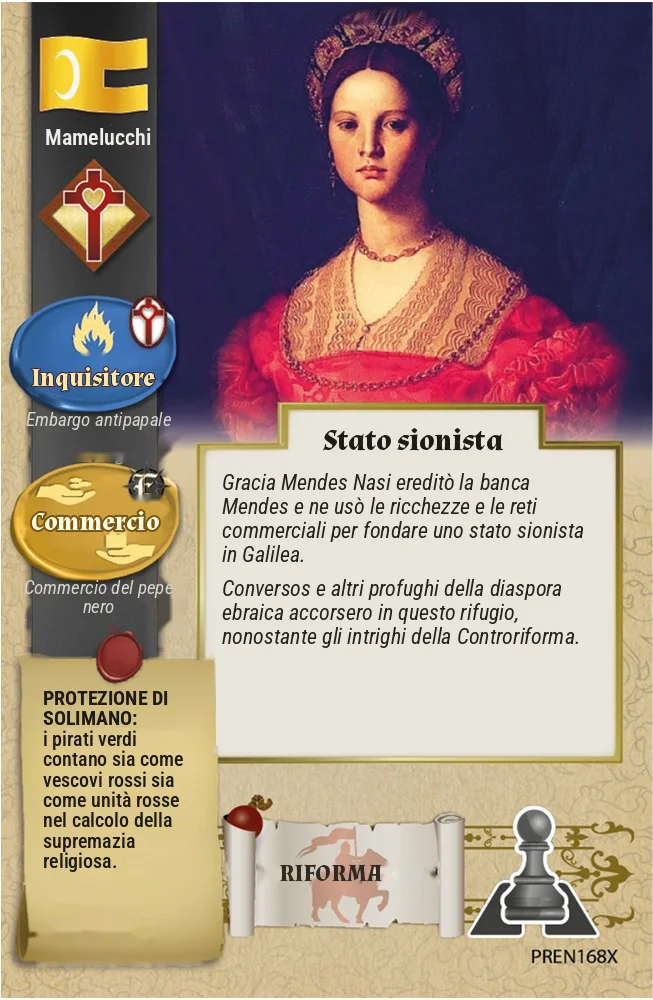 Mamelucchi
Inquisitore
Embargo antipapale
Commercio
Commercio del pepe
nero
PROTEZIONE DI
SOLIMANO:
i pirati verdi
contano sia come
vescovi rossi sia
come unità rosse
nel calcolo della
supremazia
religiosa.
Stato sionista
Gracia Mendes Nasi ereditò la banca
Mendes e ne usò le ricchezze e le reti
commerciali per fondare uno stato sionista
in Galilea.
Conversos e altri profughi della diaspora
ebraica accorsero in questo rifugio,
nonostante gli intrighi della Controriforma.
RIFORMA
PREN168X